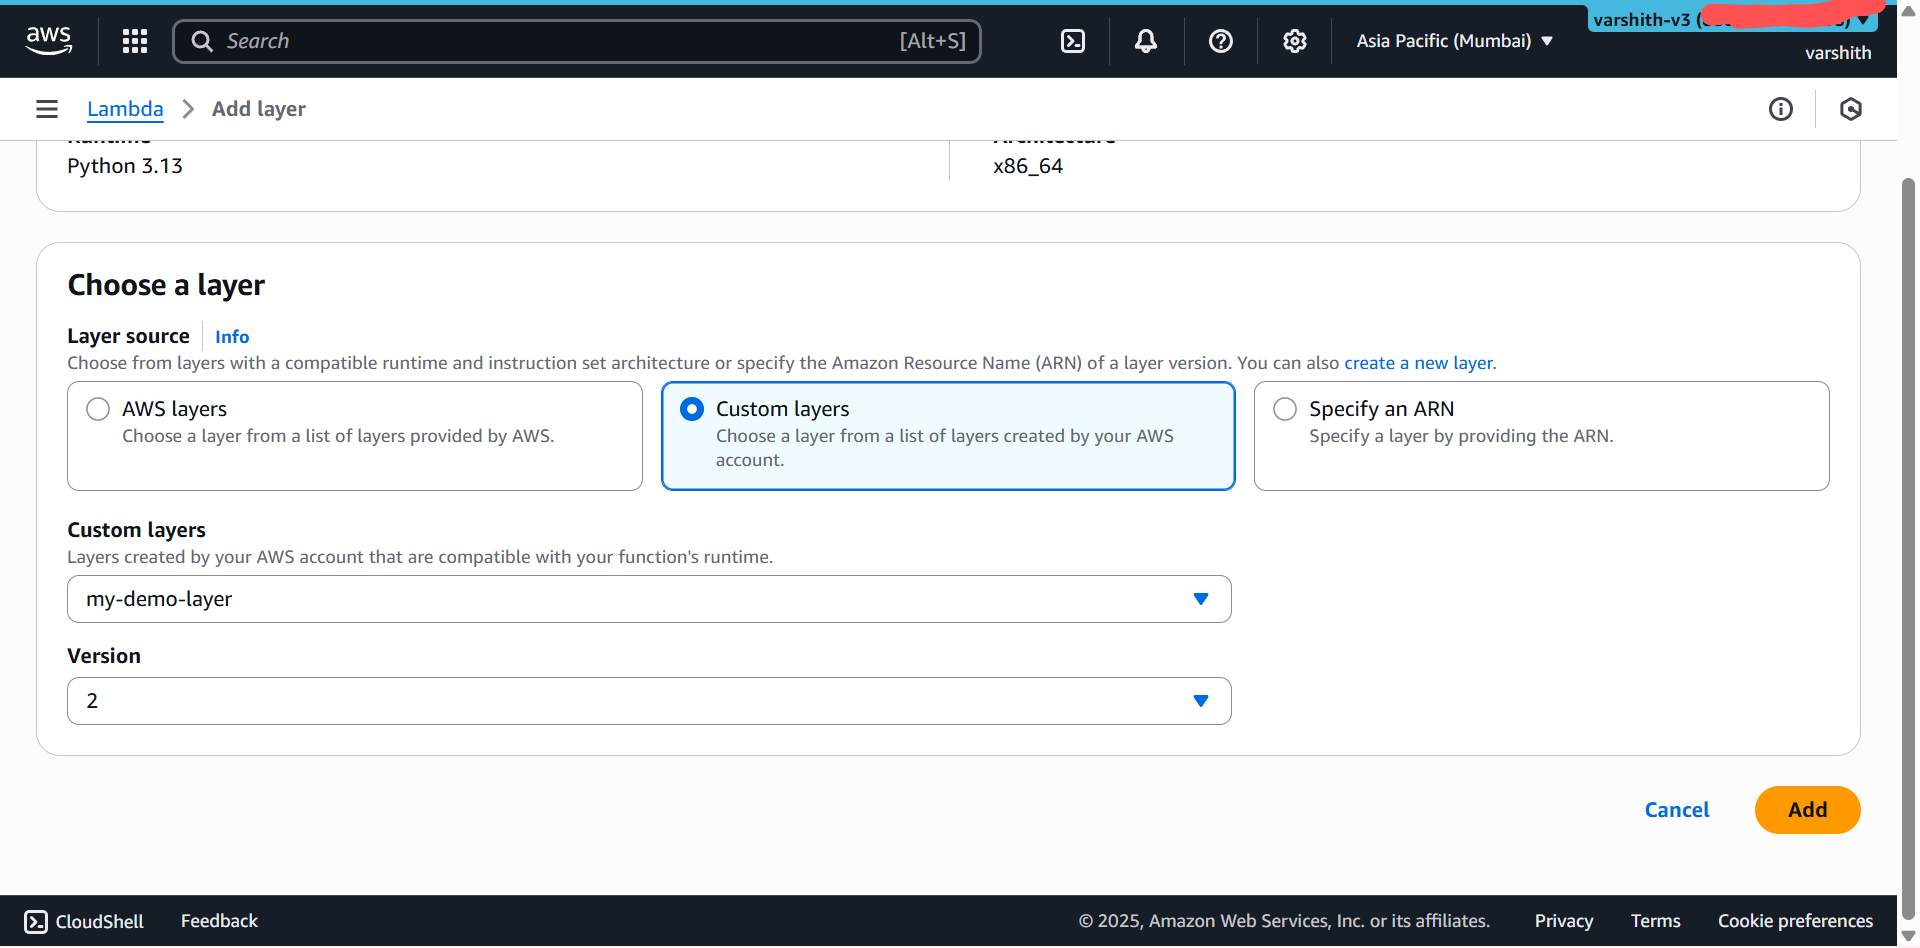 aws
Search [Alt+S]
Asia Pacific (Mumbai)
varshith-v3
varshith
Lambda
Add layer
Runtime
Architecture
Python 3.13
x86_64
Choose a layer
Layer source
Info
Choose from layers with a compatible runtime and instruction set architecture or specify the Amazon Resource Name (ARN) of a layer version. You can also create a new layer.
AWS layers
Choose a layer from a list of layers provided by AWS.
Custom layers
Choose a layer from a list of layers created by your AWS
account.
Specify an ARN
Specify a layer by providing the ARN.
Custom layers
Layers created by your AWS account that are compatible with your function's runtime.
my-demo-layer
Version
2
Cancel
Add
CloudShell
Feedback
© 2025, Amazon Web Services, Inc. or its affiliates.
Privacy
Terms
Cookie preferences